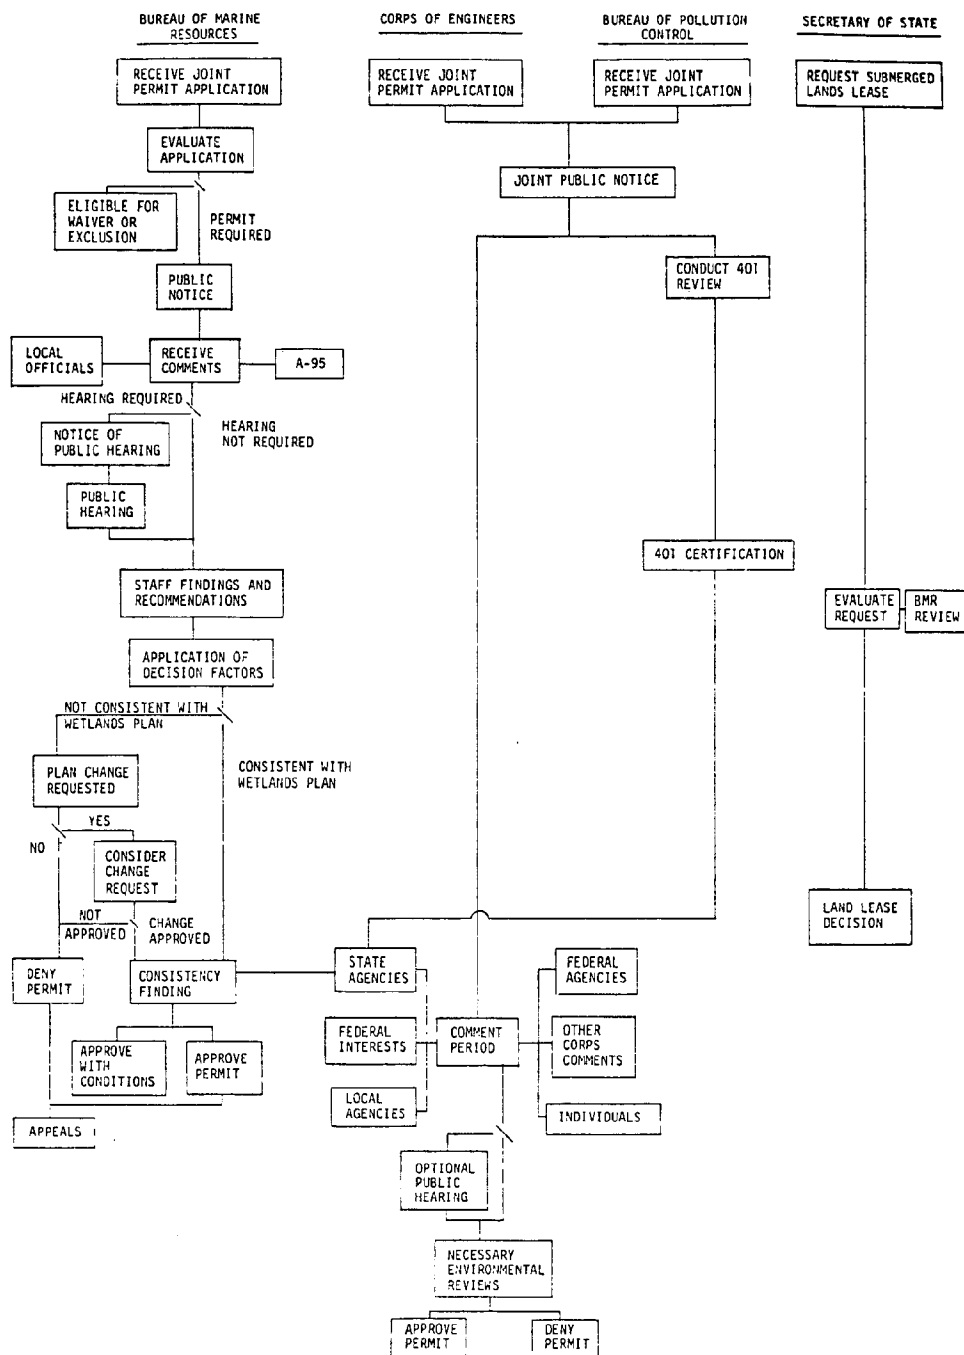 BUREAU OF MARINE
RESOURCES
CORPS OF ENGINEERS
BUREAU OF POLLUTION
CONTROL
SECRETARY OF STATE
RECEIVE JOINT
PERMIT APPLICATION
RECEIVE JOINT
PERMIT APPLICATION
RECEIVE JOINT
PERMIT APPLICATION
REQUEST SUBMERGED
LANDS LEASE
EVALUATE
APPLICATION
JOINT PUBLIC NOTICE
ELIGIBLE FOR
WAIVER OR
EXCLUSION
PERMIT
REQUIRED
CONDUCT 401
REVIEW
PUBLIC
NOTICE
LOCAL
OFFICIALS
RECEIVE
COMMENTS
A-95
HEARING REQUIRED
HEARING
NOT REQUIRED
NOTICE OF
PUBLIC HEARING
PUBLIC
HEARING
401 CERTIFICATION
STAFF FINDINGS AND
RECOMMENDATIONS
EVALUATE
REQUEST
BMR
REVIEW
APPLICATION OF
DECISION FACTORS
NOT CONSISTENT WITH
WETLANDS PLAN
CONSISTENT WITH
WETLANDS PLAN
PLAN CHANGE
REQUESTED
YES
NO
CONSIDER
CHANGE
REQUEST
NOT
APPROVED
CHANGE
APPROVED
LAND LEASE
DECISION
DENY
PERMIT
CONSISTENCY
FINDING
STATE
AGENCIES
FEDERAL
AGENCIES
FEDERAL
INTERESTS
COMMENT
PERIOD
OTHER
CORPS
COMMENTS
APPROVE
WITH
CONDITIONS
APPROVE
PERMIT
LOCAL
AGENCIES
INDIVIDUALS
APPEALS
OPTIONAL
PUBLIC
HEARING
NECESSARY
ENVIRONMENTAL
REVIEWS
APPROVE
PERMIT
DENY
PERMIT